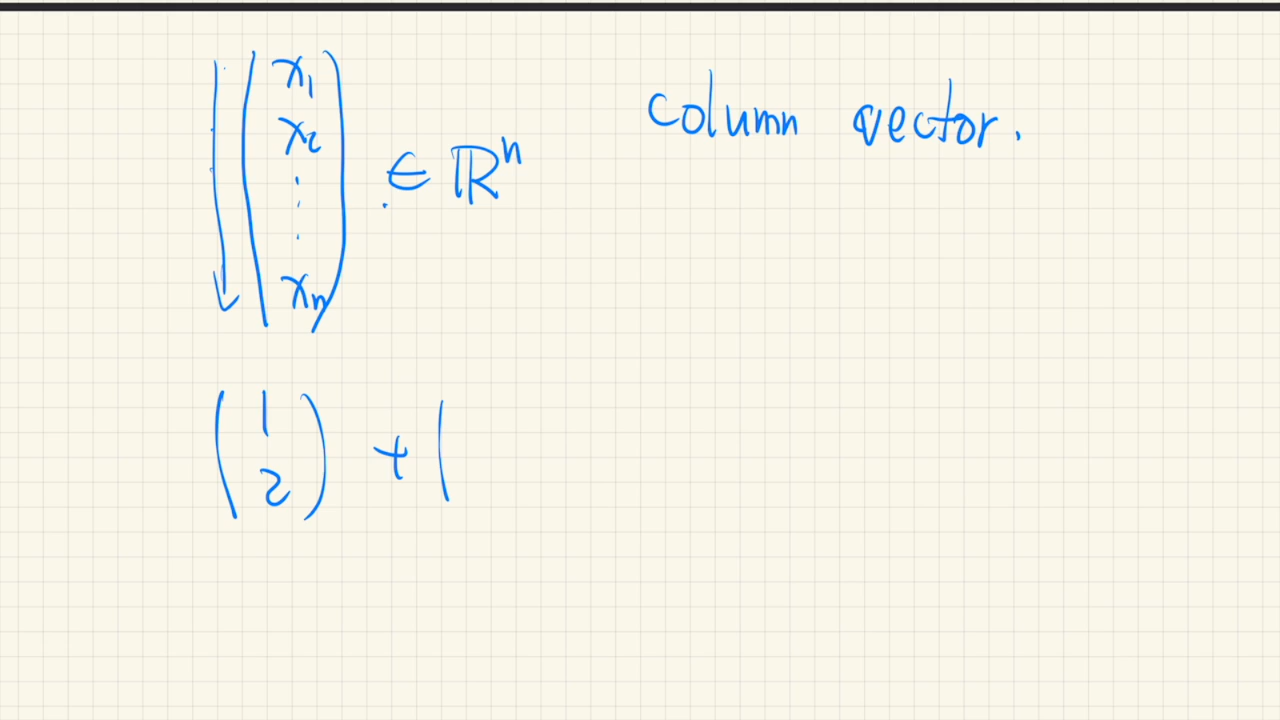 (x₁ x₂ ⋮ xₙ) ∈ ℝⁿ column vector.
(1 2) + (